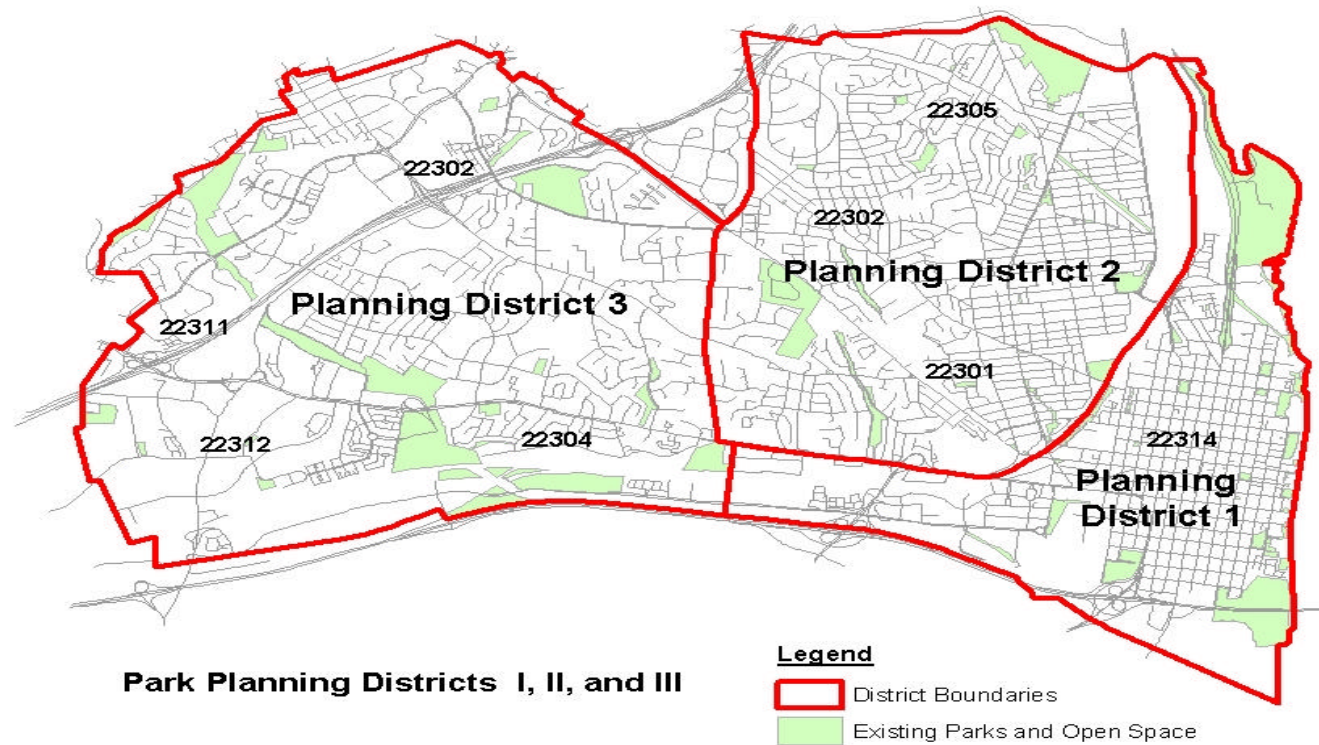 22305
22302
22302
Planning District 2
Planning District 3
22311
22301
22312
22304
22314
Planning
District 1
Park Planning Districts I, II, and III
Legend
District Boundaries
Existing Parks and Open Space